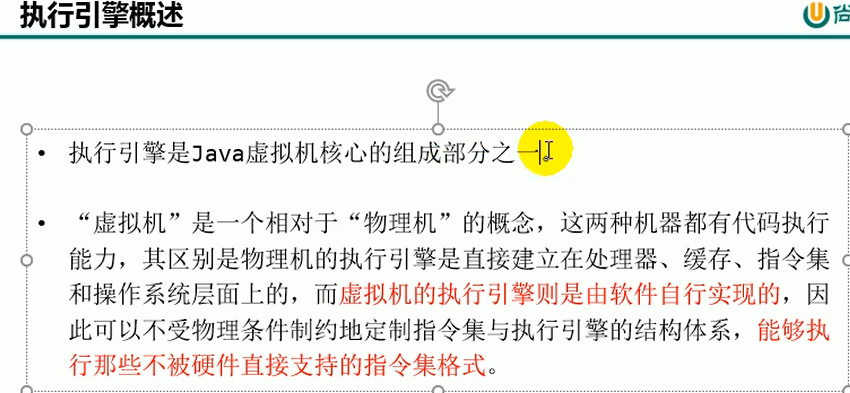 执行引擎概述
尚
• 执行引擎是Java虚拟机核心的组成部分之一。
• “虚拟机”是一个相对于“物理机”的概念，这两种机器都有代码执行
能力，其区别是物理机的执行引擎是直接建立在处理器、缓存、指令集
和操作系统层面上的，而虚拟机的执行引擎则是由软件自行实现的，因
此可以不受物理条件制约地定制指令集与执行引擎的结构体系，能够执
行那些不被硬件直接支持的指令集格式。